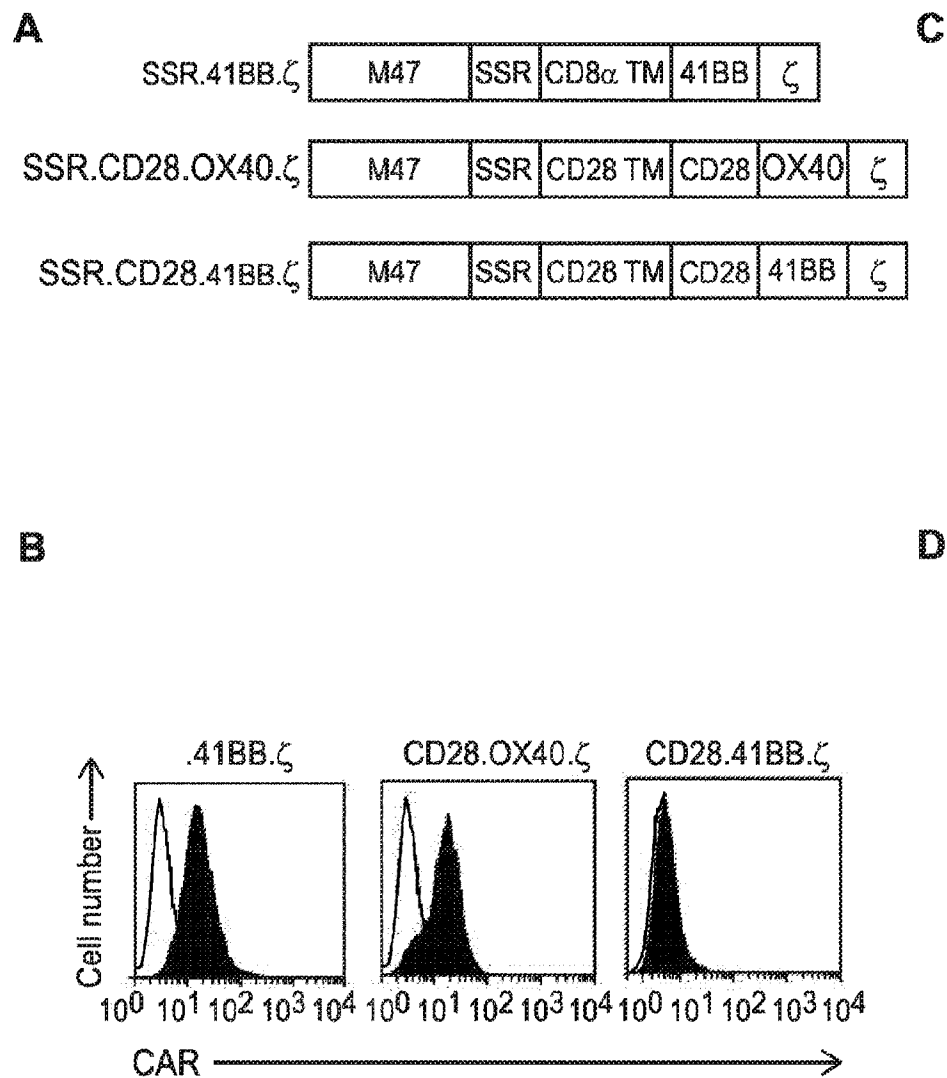 A
C
SSR.41BB.ζ
M47 SSR CD8α TM 41BB ζ
SSR.CD28.OX40.ζ
M47 SSR CD28 TM CD28 OX40 ζ
SSR.CD28.41BB.ζ
M47 SSR CD28 TM CD28 41BB ζ
B
D
.41BB.ζ
CD28.OX40.ζ
CD28.41BB.ζ
Cell number
10⁰ 10¹ 10² 10³ 10⁴
10⁰ 10¹ 10² 10³ 10⁴
10⁰ 10¹ 10² 10³ 10⁴
CAR